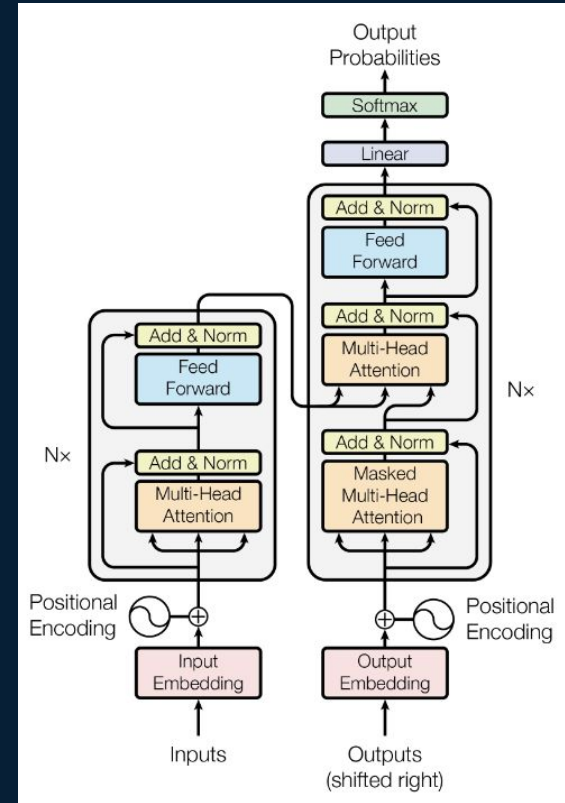 Output
Probabilities
Softmax
Linear
Add & Norm
Feed
Forward
Add & Norm
Multi-Head
Attention
Add & Norm
Masked
Multi-Head
Attention
Nx
Add & Norm
Feed
Forward
Add & Norm
Multi-Head
Attention
Nx
Positional
Encoding
Positional
Encoding
Input
Embedding
Output
Embedding
Inputs
Outputs
(shifted right)